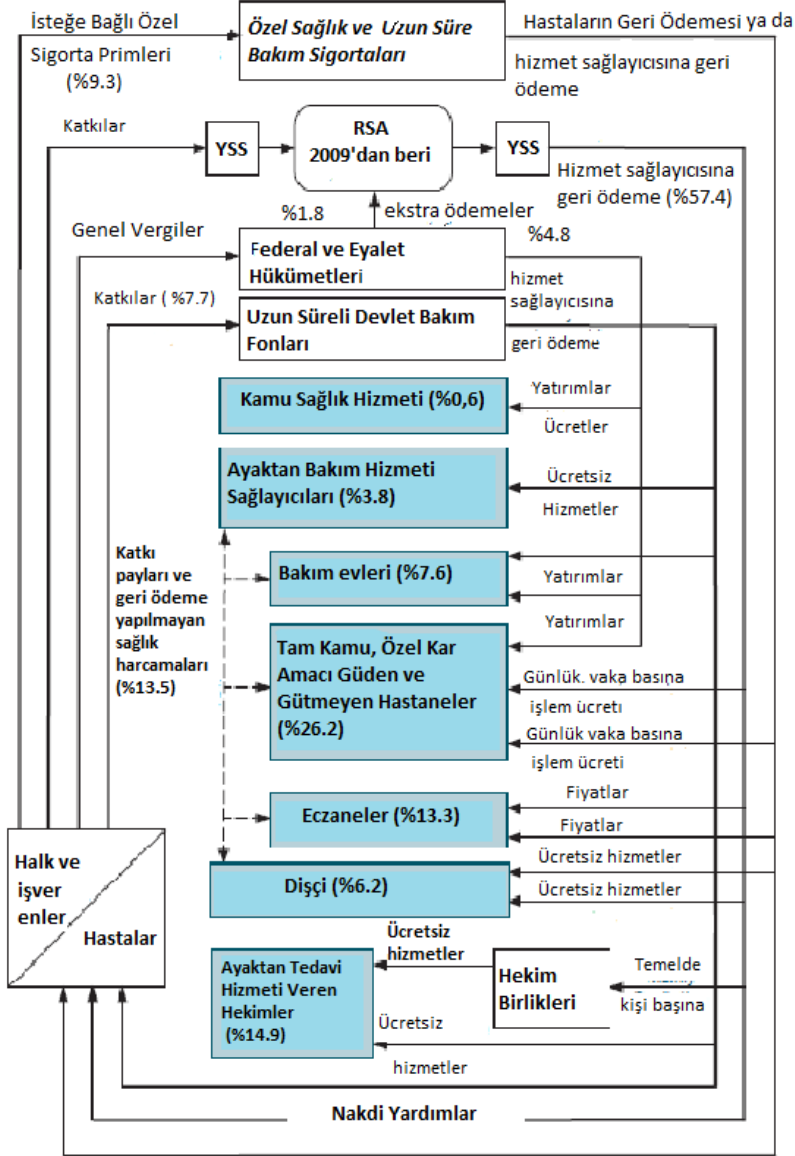 İsteğe Bağlı Özel
Sigorta Primleri
(%9.3)
Özel Sağlık ve Uzun Süre
Bakım Sigortaları
Hastaların Geri Ödemesi ya da
hizmet sağlayıcısına geri
ödeme
Katkılar
YSS
RSA
2009'dan beri
YSS
Hizmet sağlayıcısına
geri ödeme (%57.4)
%1.8
ekstra ödemeler
Genel Vergiler
Federal ve Eyalet
Hükümetleri
%4.8
hizmet
sağlayıcısına
geri ödeme
Katkılar ( %7.7)
Uzun Süreli Devlet Bakım
Fonları
Kamu Sağlık Hizmeti (%0,6)
Yatırımlar
Ücretler
Ayaktan Bakım Hizmeti
Sağlayıcıları (%3.8)
Ücretsiz
Hizmetler
Katkı
payları ve
geri ödeme
yapılmayan
sağlık
harcamaları
(%13.5)
Bakım evleri (%7.6)
Yatırımlar
Yatırımlar
Tam Kamu, Özel Kar
Amacı Güden ve
Gütmeyen Hastaneler
(%26.2)
Günlük. vaka basına
işlem ücreti
Günlük vaka basına
işlem ücreti
Eczaneler (%13.3)
Fiyatlar
Fiyatlar
Dişçi (%6.2)
Ücretsiz hizmetler
Ücretsiz hizmetler
Halk ve
işver
enler
Hastalar
Ayaktan Tedavi
Hizmeti Veren
Hekimler
(%14.9)
Ücretsiz
hizmetler
Hekim
Birlikleri
Temelde
kişi başına
Ücretsiz
hizmetler
Nakdi Yardımlar